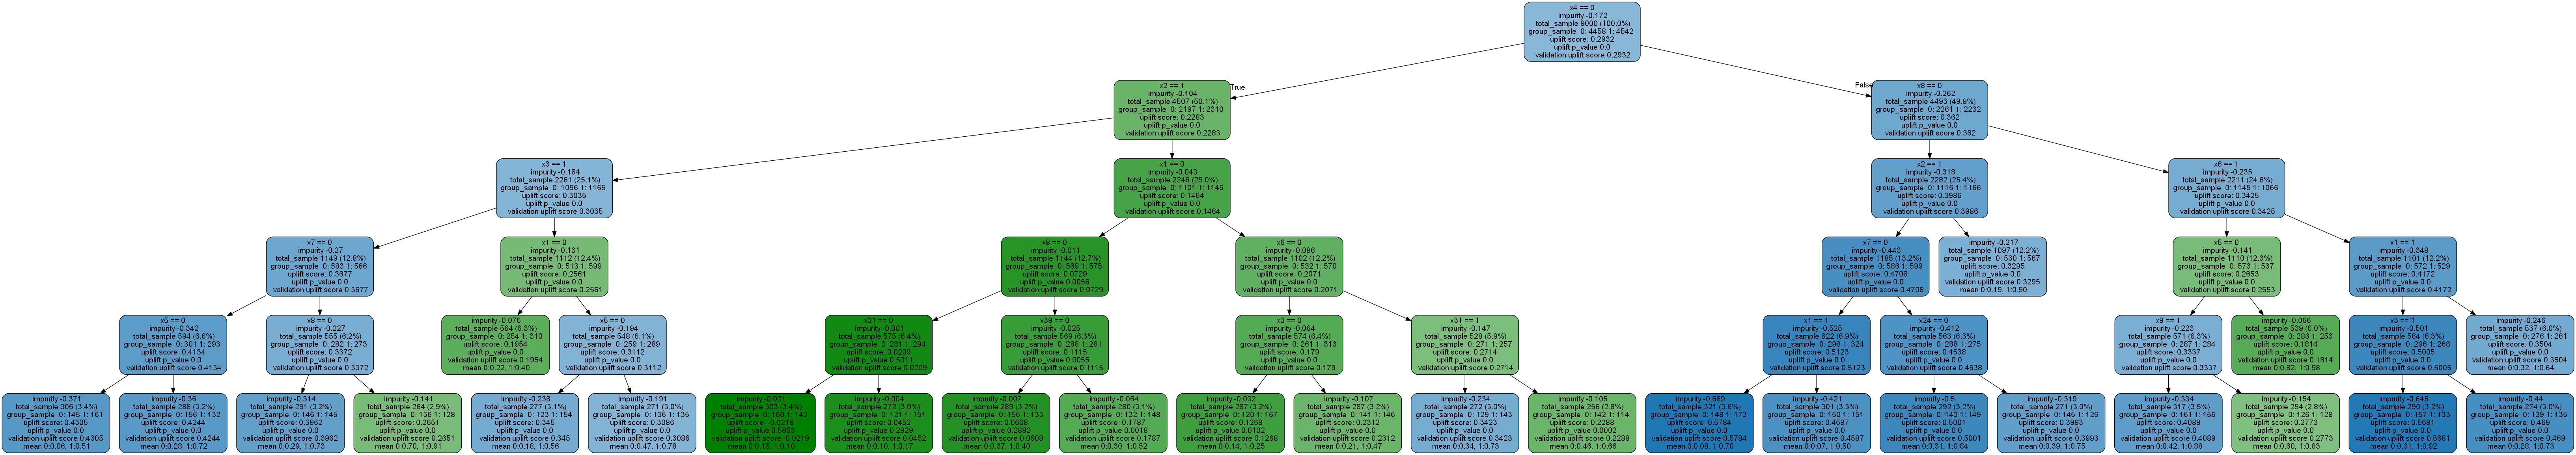 x4 == 0
impurity -0.172
total_sample 9000 (100.0%)
group_sample 0: 4458 1: 4542
uplift score: 0.2932
uplift p_value 0.0
validation uplift score 0.2932
True
False
x2 == 1
impurity -0.104
total_sample 4507 (50.1%)
group_sample 0: 2197 1: 2310
uplift score: 0.2283
uplift p_value 0.0
validation uplift score 0.2283
x8 == 0
impurity -0.262
total_sample 4493 (49.9%)
group_sample 0: 2261 1: 2232
uplift score: 0.362
uplift p_value 0.0
validation uplift score 0.362
x3 == 1
impurity -0.184
total_sample 2261 (25.1%)
group_sample 0: 1096 1: 1165
uplift score: 0.3035
uplift p_value 0.0
validation uplift score 0.3035
x1 == 0
impurity -0.043
total_sample 2246 (25.0%)
group_sample 0: 1101 1: 1145
uplift score: 0.1464
uplift p_value 0.0
validation uplift score 0.1464
x2 == 1
impurity -0.318
total_sample 2282 (25.4%)
group_sample 0: 1116 1: 1166
uplift score: 0.3986
uplift p_value 0.0
validation uplift score 0.3986
x6 == 1
impurity -0.235
total_sample 2211 (24.6%)
group_sample 0: 1145 1: 1066
uplift score: 0.3425
uplift p_value 0.0
validation uplift score 0.3425
x7 == 0
impurity -0.27
total_sample 1149 (12.8%)
group_sample 0: 583 1: 566
uplift score: 0.3677
uplift p_value 0.0
validation uplift score 0.3677
x1 == 0
impurity -0.131
total_sample 1112 (12.4%)
group_sample 0: 513 1: 599
uplift score: 0.2561
uplift p_value 0.0
validation uplift score 0.2561
x8 == 0
impurity -0.011
total_sample 1144 (12.7%)
group_sample 0: 569 1: 575
uplift score: 0.0729
uplift p_value 0.0056
validation uplift score 0.0729
x6 == 0
impurity -0.086
total_sample 1102 (12.2%)
group_sample 0: 532 1: 570
uplift score: 0.2071
uplift p_value 0.0
validation uplift score 0.2071
x7 == 0
impurity -0.443
total_sample 1185 (13.2%)
group_sample 0: 586 1: 599
uplift score: 0.4708
uplift p_value 0.0
validation uplift score 0.4708
impurity -0.217
total_sample 1097 (12.2%)
group_sample 0: 530 1: 567
uplift score: 0.3295
uplift p_value 0.0
validation uplift score 0.3295
mean 0:0.19, 1:0.50
x5 == 0
impurity -0.141
total_sample 1110 (12.3%)
group_sample 0: 573 1: 537
uplift score: 0.2653
uplift p_value 0.0
validation uplift score 0.2653
x1 == 1
impurity -0.348
total_sample 1101 (12.2%)
group_sample 0: 572 1: 529
uplift score: 0.4172
uplift p_value 0.0
validation uplift score 0.4172
x5 == 0
impurity -0.342
total_sample 594 (6.6%)
group_sample 0: 301 1: 293
uplift score: 0.4134
uplift p_value 0.0
validation uplift score 0.4134
x8 == 0
impurity -0.227
total_sample 555 (6.2%)
group_sample 0: 282 1: 273
uplift score: 0.3372
uplift p_value 0.0
validation uplift score 0.3372
impurity -0.076
total_sample 564 (6.3%)
group_sample 0: 254 1: 310
uplift score: 0.1954
uplift p_value 0.0
validation uplift score 0.1954
mean 0:0.22, 1:0.40
x5 == 0
impurity -0.194
total_sample 548 (6.1%)
group_sample 0: 259 1: 289
uplift score: 0.3112
uplift p_value 0.0
validation uplift score 0.3112
x31 == 0
impurity -0.001
total_sample 575 (6.4%)
group_sample 0: 281 1: 294
uplift score: 0.0209
uplift p_value 0.5011
validation uplift score 0.0209
x39 == 0
impurity -0.025
total_sample 569 (6.3%)
group_sample 0: 288 1: 281
uplift score: 0.1115
uplift p_value 0.0055
validation uplift score 0.1115
x3 == 0
impurity -0.064
total_sample 574 (6.4%)
group_sample 0: 261 1: 313
uplift score: 0.179
uplift p_value 0.0
validation uplift score 0.179
x31 == 1
impurity -0.147
total_sample 528 (5.9%)
group_sample 0: 271 1: 257
uplift score: 0.2714
uplift p_value 0.0
validation uplift score 0.2714
x1 == 1
impurity -0.525
total_sample 622 (6.9%)
group_sample 0: 298 1: 324
uplift score: 0.5123
uplift p_value 0.0
validation uplift score 0.5123
x24 == 0
impurity -0.412
total_sample 563 (6.3%)
group_sample 0: 288 1: 275
uplift score: 0.4538
uplift p_value 0.0
validation uplift score 0.4538
x9 == 1
impurity -0.223
total_sample 571 (6.3%)
group_sample 0: 287 1: 284
uplift score: 0.3337
uplift p_value 0.0
validation uplift score 0.3337
impurity -0.066
total_sample 539 (6.0%)
group_sample 0: 286 1: 253
uplift score: 0.1814
uplift p_value 0.0
validation uplift score 0.1814
mean 0:0.82, 1:0.98
x3 == 1
impurity -0.501
total_sample 564 (6.3%)
group_sample 0: 296 1: 268
uplift score: 0.5005
uplift p_value 0.0
validation uplift score 0.5005
impurity -0.246
total_sample 537 (6.0%)
group_sample 0: 276 1: 261
uplift score: 0.3504
uplift p_value 0.0
validation uplift score 0.3504
mean 0:0.32, 1:0.64
impurity -0.371
total_sample 306 (3.4%)
group_sample 0: 145 1: 161
uplift score: 0.4305
uplift p_value 0.0
validation uplift score 0.4305
mean 0:0.06, 1:0.51
impurity -0.36
total_sample 288 (3.2%)
group_sample 0: 156 1: 132
uplift score: 0.4244
uplift p_value 0.0
validation uplift score 0.4244
mean 0:0.28, 1:0.72
impurity -0.314
total_sample 291 (3.2%)
group_sample 0: 146 1: 145
uplift score: 0.3962
uplift p_value 0.0
validation uplift score 0.3962
mean 0:0.29, 1:0.73
impurity -0.141
total_sample 264 (2.9%)
group_sample 0: 136 1: 128
uplift score: 0.2651
uplift p_value 0.0
validation uplift score 0.2651
mean 0:0.70, 1:0.91
impurity -0.238
total_sample 277 (3.1%)
group_sample 0: 123 1: 154
uplift score: 0.345
uplift p_value 0.0
validation uplift score 0.345
mean 0:0.18, 1:0.56
impurity -0.191
total_sample 271 (3.0%)
group_sample 0: 136 1: 135
uplift score: 0.3086
uplift p_value 0.0
validation uplift score 0.3086
mean 0:0.47, 1:0.78
impurity -0.001
total_sample 303 (3.4%)
group_sample 0: 160 1: 143
uplift score: -0.0219
uplift p_value 0.5653
validation uplift score -0.0219
mean 0:0.15, 1:0.10
impurity -0.004
total_sample 272 (3.0%)
group_sample 0: 121 1: 151
uplift score: 0.0452
uplift p_value 0.2929
validation uplift score 0.0452
mean 0:0.10, 1:0.17
impurity -0.007
total_sample 289 (3.2%)
group_sample 0: 156 1: 133
uplift score: 0.0608
uplift p_value 0.2882
validation uplift score 0.0608
mean 0:0.37, 1:0.40
impurity -0.064
total_sample 280 (3.1%)
group_sample 0: 132 1: 148
uplift score: 0.1787
uplift p_value 0.0018
validation uplift score 0.1787
mean 0:0.30, 1:0.52
impurity -0.032
total_sample 287 (3.2%)
group_sample 0: 120 1: 167
uplift score: 0.1268
uplift p_value 0.0102
validation uplift score 0.1268
mean 0:0.14, 1:0.25
impurity -0.107
total_sample 287 (3.2%)
group_sample 0: 141 1: 146
uplift score: 0.2312
uplift p_value 0.0
validation uplift score 0.2312
mean 0:0.21, 1:0.47
impurity -0.234
total_sample 272 (3.0%)
group_sample 0: 129 1: 143
uplift score: 0.3423
uplift p_value 0.0
validation uplift score 0.3423
mean 0:0.34, 1:0.73
impurity -0.105
total_sample 256 (2.8%)
group_sample 0: 142 1: 114
uplift score: 0.2288
uplift p_value 0.0002
validation uplift score 0.2288
mean 0:0.46, 1:0.66
impurity -0.669
total_sample 321 (3.6%)
group_sample 0: 148 1: 173
uplift score: 0.5784
uplift p_value 0.0
validation uplift score 0.5784
mean 0:0.08, 1:0.70
impurity -0.421
total_sample 301 (3.3%)
group_sample 0: 150 1: 151
uplift score: 0.4587
uplift p_value 0.0
validation uplift score 0.4587
mean 0:0.07, 1:0.50
impurity -0.5
total_sample 292 (3.2%)
group_sample 0: 143 1: 149
uplift score: 0.5001
uplift p_value 0.0
validation uplift score 0.5001
mean 0:0.31, 1:0.84
impurity -0.319
total_sample 271 (3.0%)
group_sample 0: 145 1: 126
uplift score: 0.3993
uplift p_value 0.0
validation uplift score 0.3993
mean 0:0.39, 1:0.75
impurity -0.334
total_sample 317 (3.5%)
group_sample 0: 161 1: 156
uplift score: 0.4089
uplift p_value 0.0
validation uplift score 0.4089
mean 0:0.42, 1:0.88
impurity -0.154
total_sample 254 (2.8%)
group_sample 0: 126 1: 128
uplift score: 0.2773
uplift p_value 0.0
validation uplift score 0.2773
mean 0:0.60, 1:0.83
impurity -0.645
total_sample 290 (3.2%)
group_sample 0: 157 1: 133
uplift score: 0.5681
uplift p_value 0.0
validation uplift score 0.5681
mean 0:0.31, 1:0.92
impurity -0.44
total_sample 274 (3.0%)
group_sample 0: 139 1: 135
uplift score: 0.469
uplift p_value 0.0
validation uplift score 0.469
mean 0:0.28, 1:0.73